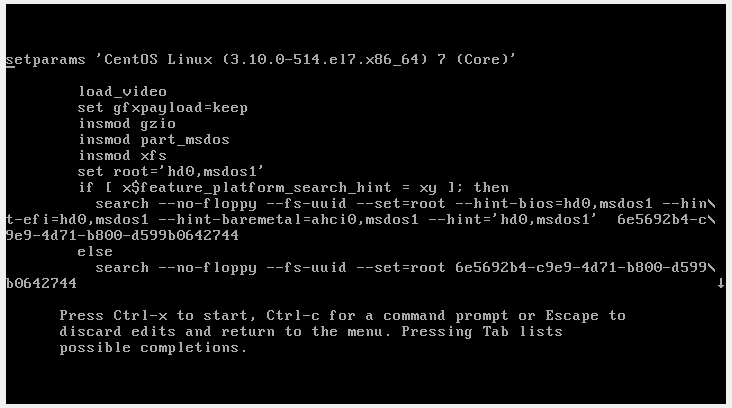 setparams 'CentOS Linux (3.10.0-514.el7.x86_64) 7 (Core)'
load_video
set gfxpayload=keep
insmod gzio
insmod part_msdos
insmod xfs
set root='hd0,msdos1'
if [ x$feature_platform_search_hint = xy ]; then
search --no-floppy --fs-uuid --set=root --hint-bios=hd0,msdos1 --hin\
t-efi=hd0,msdos1 --hint-baremetal=ahci0,msdos1 --hint='hd0,msdos1'  6e5692b4-c\
9e9-4d71-b800-d599b0642744
else
search --no-floppy --fs-uuid --set=root 6e5692b4-c9e9-4d71-b800-d599\
b0642744 ↓
Press Ctrl-x to start, Ctrl-c for a command prompt or Escape to
discard edits and return to the menu. Pressing Tab lists
possible completions.